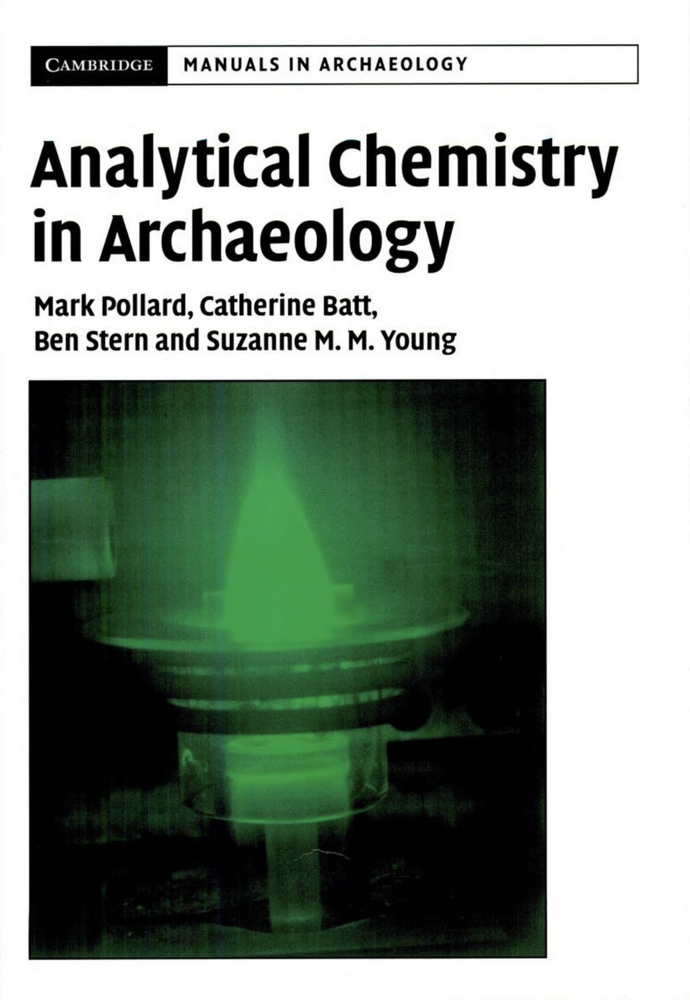 CAMBRIDGE MANUALS IN ARCHAEOLOGY
Analytical Chemistry
in Archaeology
Mark Pollard, Catherine Batt,
Ben Stern and Suzanne M. M. Young